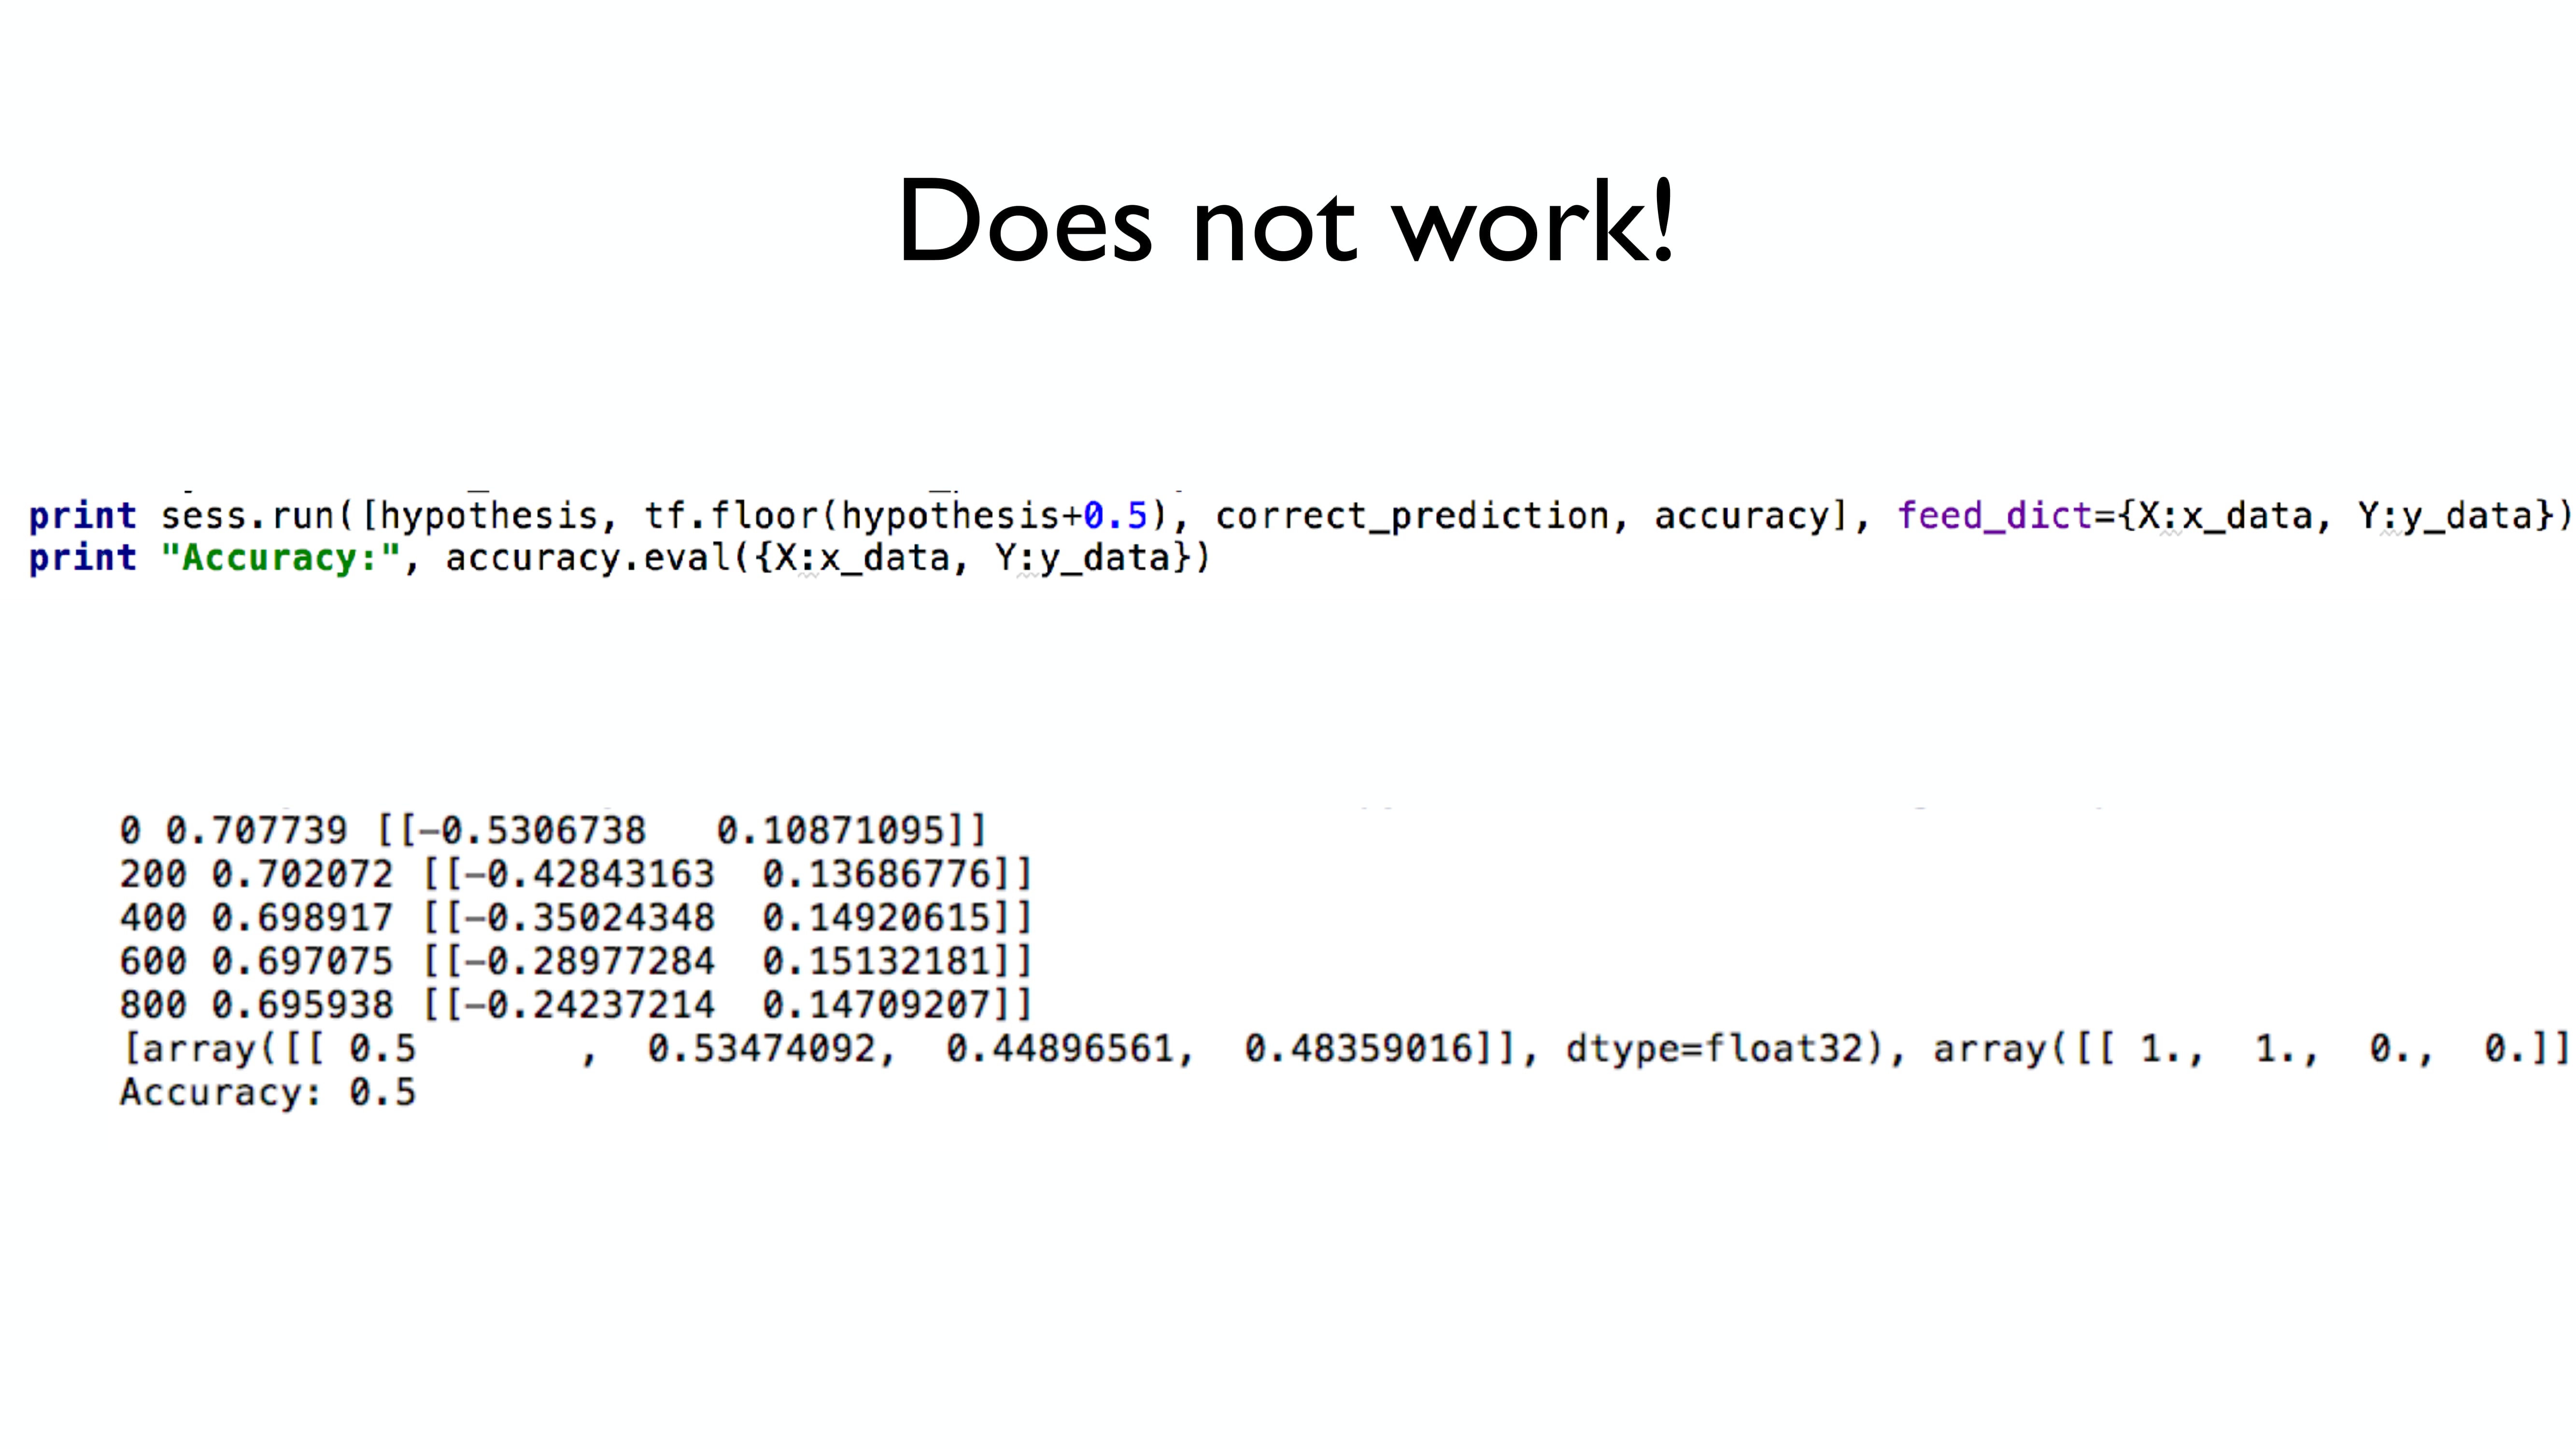 Does not work!
print sess.run([hypothesis, tf.floor(hypothesis+0.5), correct_prediction, accuracy], feed_dict={X:x_data, Y:y_data})
print "Accuracy:", accuracy.eval({X:x_data, Y:y_data})
0 0.707739 [[-0.5306738   0.10871095]]
200 0.702072 [[-0.42843163  0.13686776]]
400 0.698917 [[-0.35024348  0.14920615]]
600 0.697075 [[-0.28977284  0.15132181]]
800 0.695938 [[-0.24237214  0.14709207]]
[array([[ 0.5       ,  0.53474092,  0.44896561,  0.48359016]], dtype=float32), array([[ 1.,  1.,  0.,  0.]]
Accuracy: 0.5